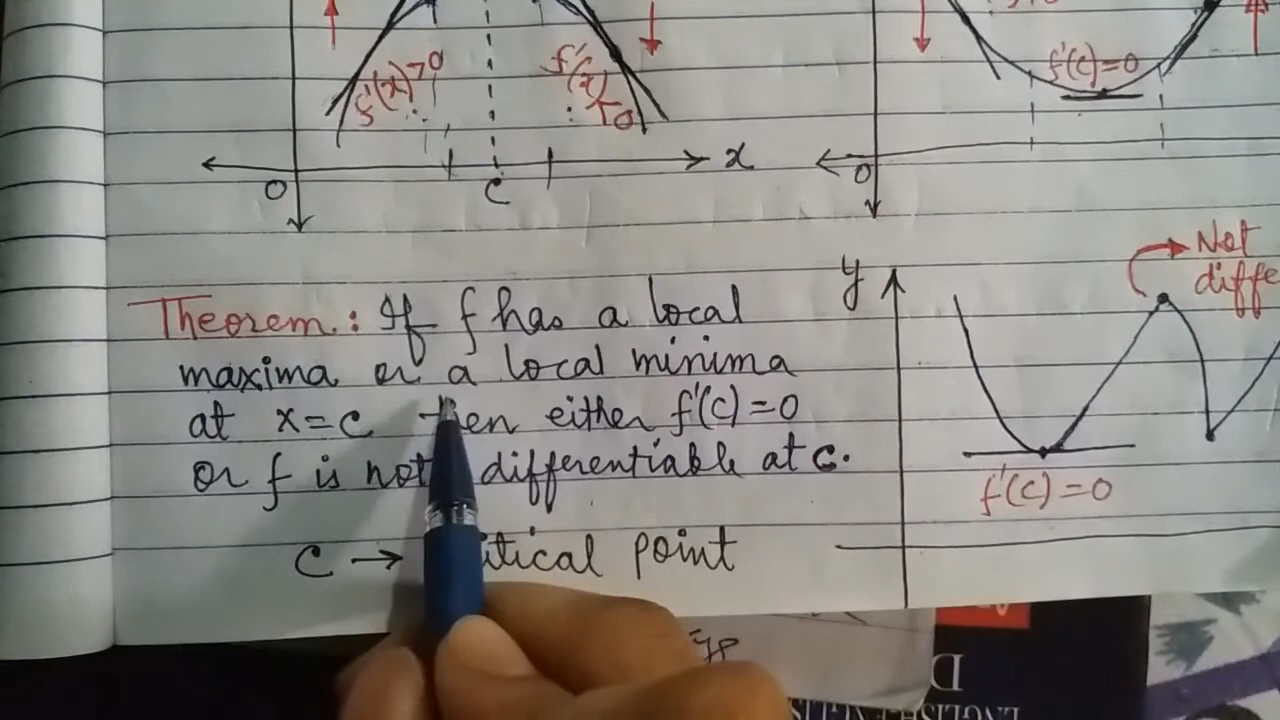 f'(x)>0
f'(x)<0
x
O
C
f'(c)=0
O
Theorem: If f has a local
maxima or a local minima
at x=c then either f'(c)=0
or f is not differentiable at c.
C → critical point
y
Not
diffe
f'(c)=0
D